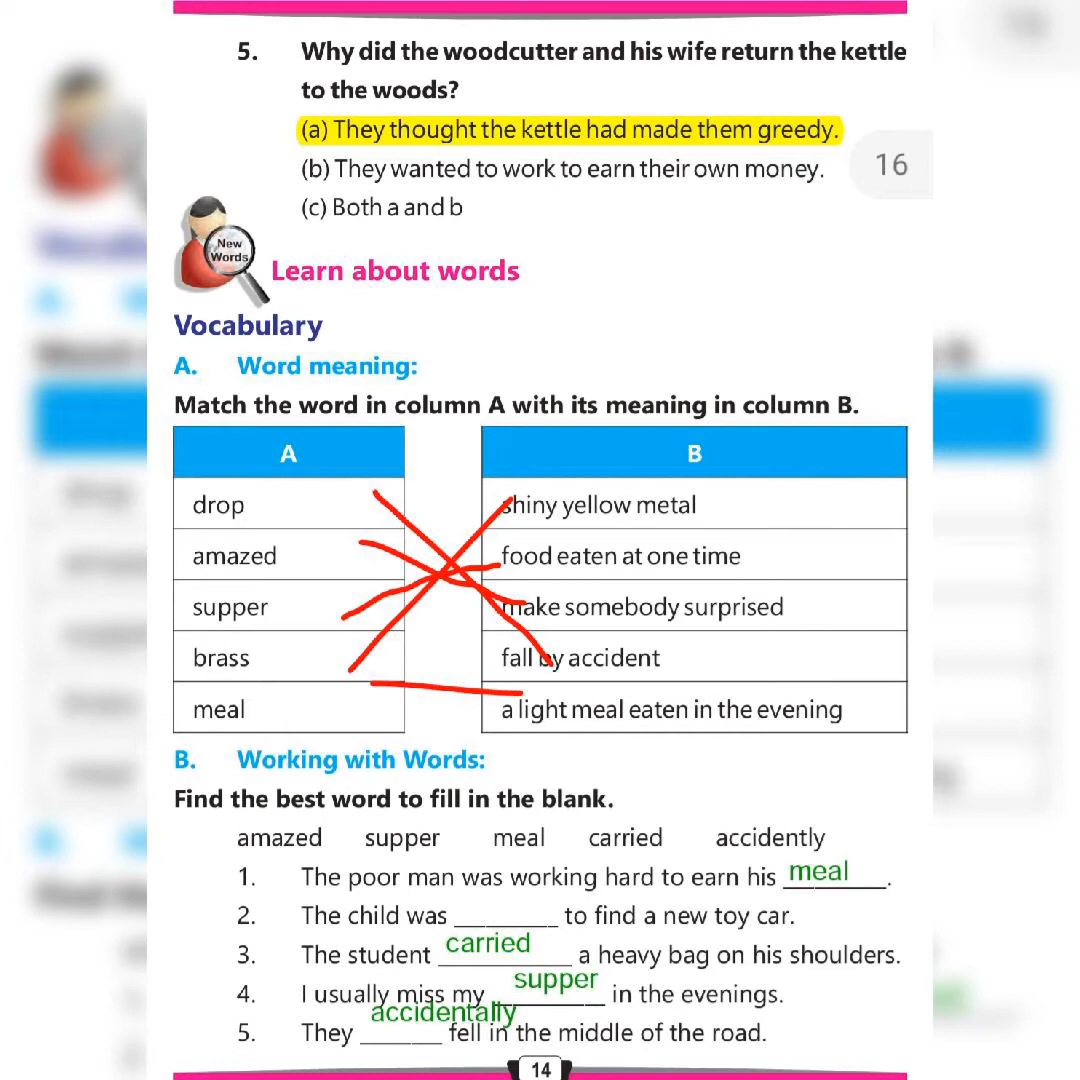 5. Why did the woodcutter and his wife return the kettle
to the woods?
(a) They thought the kettle had made them greedy.
(b) They wanted to work to earn their own money.
16
(c) Both a and b
New
Words
Learn about words
Vocabulary
A. Word meaning:
Match the word in column A with its meaning in column B.
A B
drop shiny yellow metal
amazed food eaten at one time
supper make somebody surprised
brass fall by accident
meal a light meal eaten in the evening
B. Working with Words:
Find the best word to fill in the blank.
amazed supper meal carried accidently
1. The poor man was working hard to earn his meal.
2. The child was ________ to find a new toy car.
3. The student carried a heavy bag on his shoulders.
4. I usually miss my supper in the evenings.
5. They accidentally fell in the middle of the road.
14